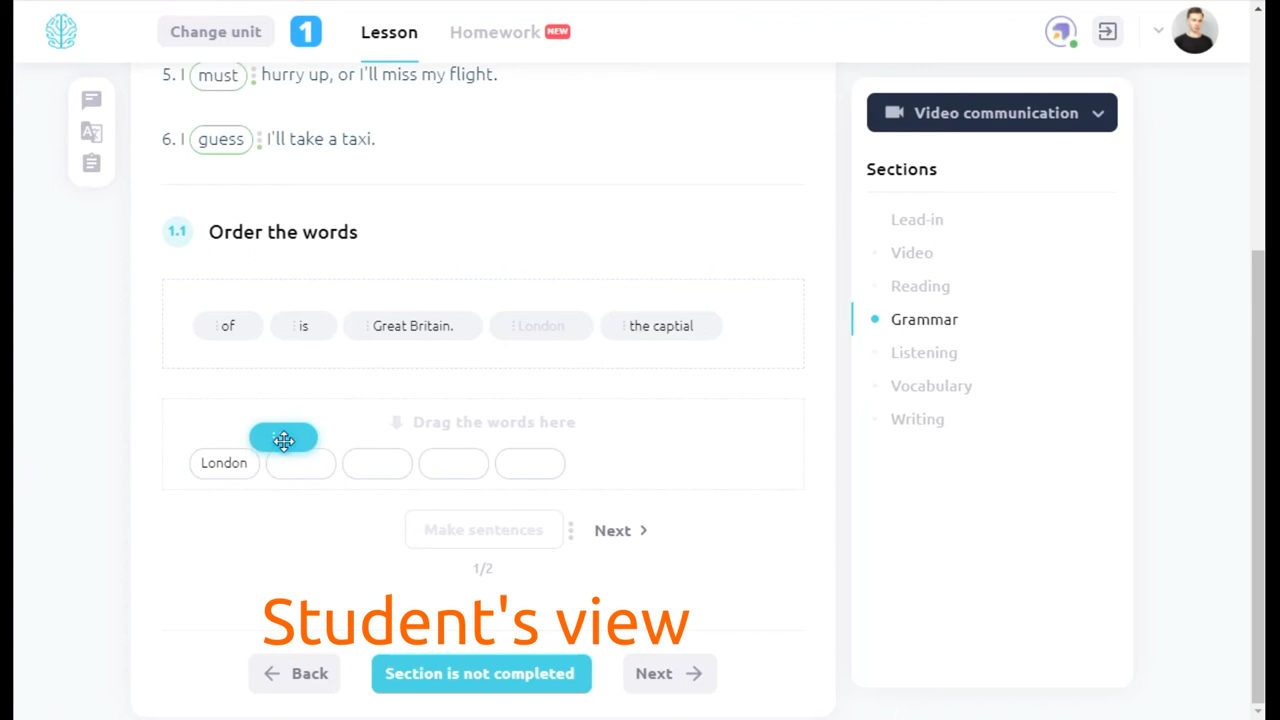 Change unit
1
Lesson
Homework NEW
5. I must hurry up, or I'll miss my flight.
6. I guess I'll take a taxi.
1.1 Order the words
of is Great Britain. London the captial
Drag the words here
London
Make sentences Next
1/2
Student's view
Back Section is not completed Next
Video communication
Sections
Lead-in
Video
Reading
Grammar
Listening
Vocabulary
Writing